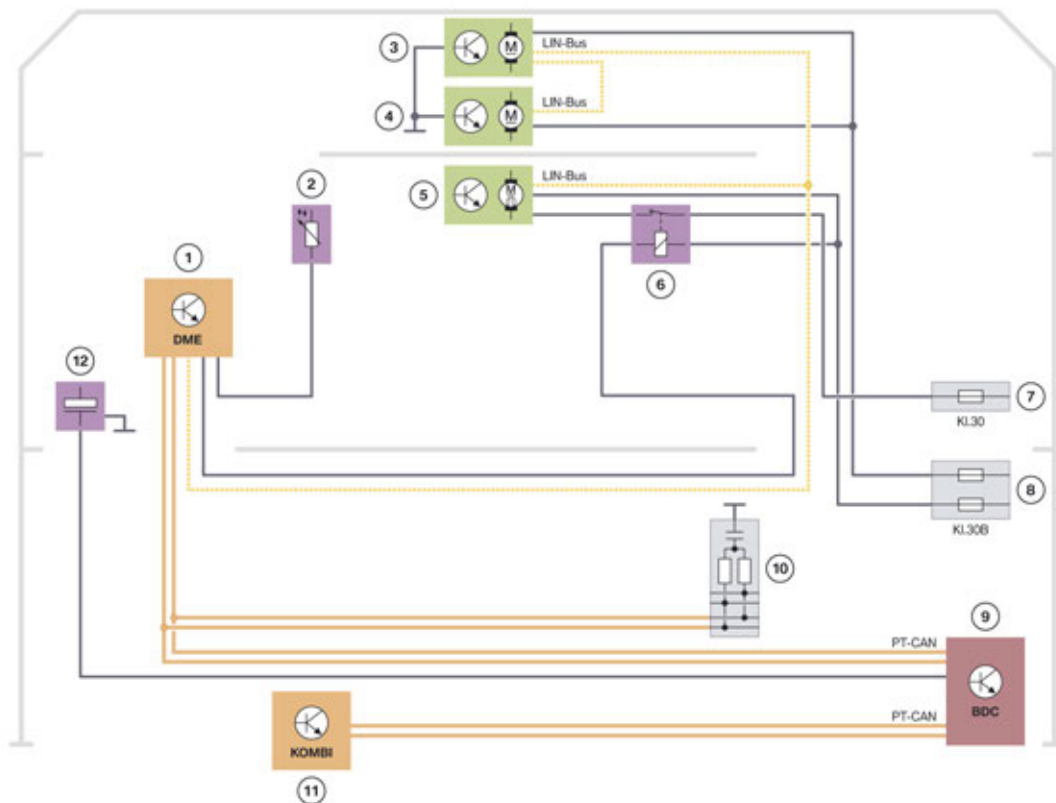 3
LIN-Bus
M
4
LIN-Bus
M
5
LIN-Bus
M
2
6
1
DME
12
7
Kl.30
8
Kl.30B
10
9
PT-CAN
BDC
PT-CAN
KOMBI
11